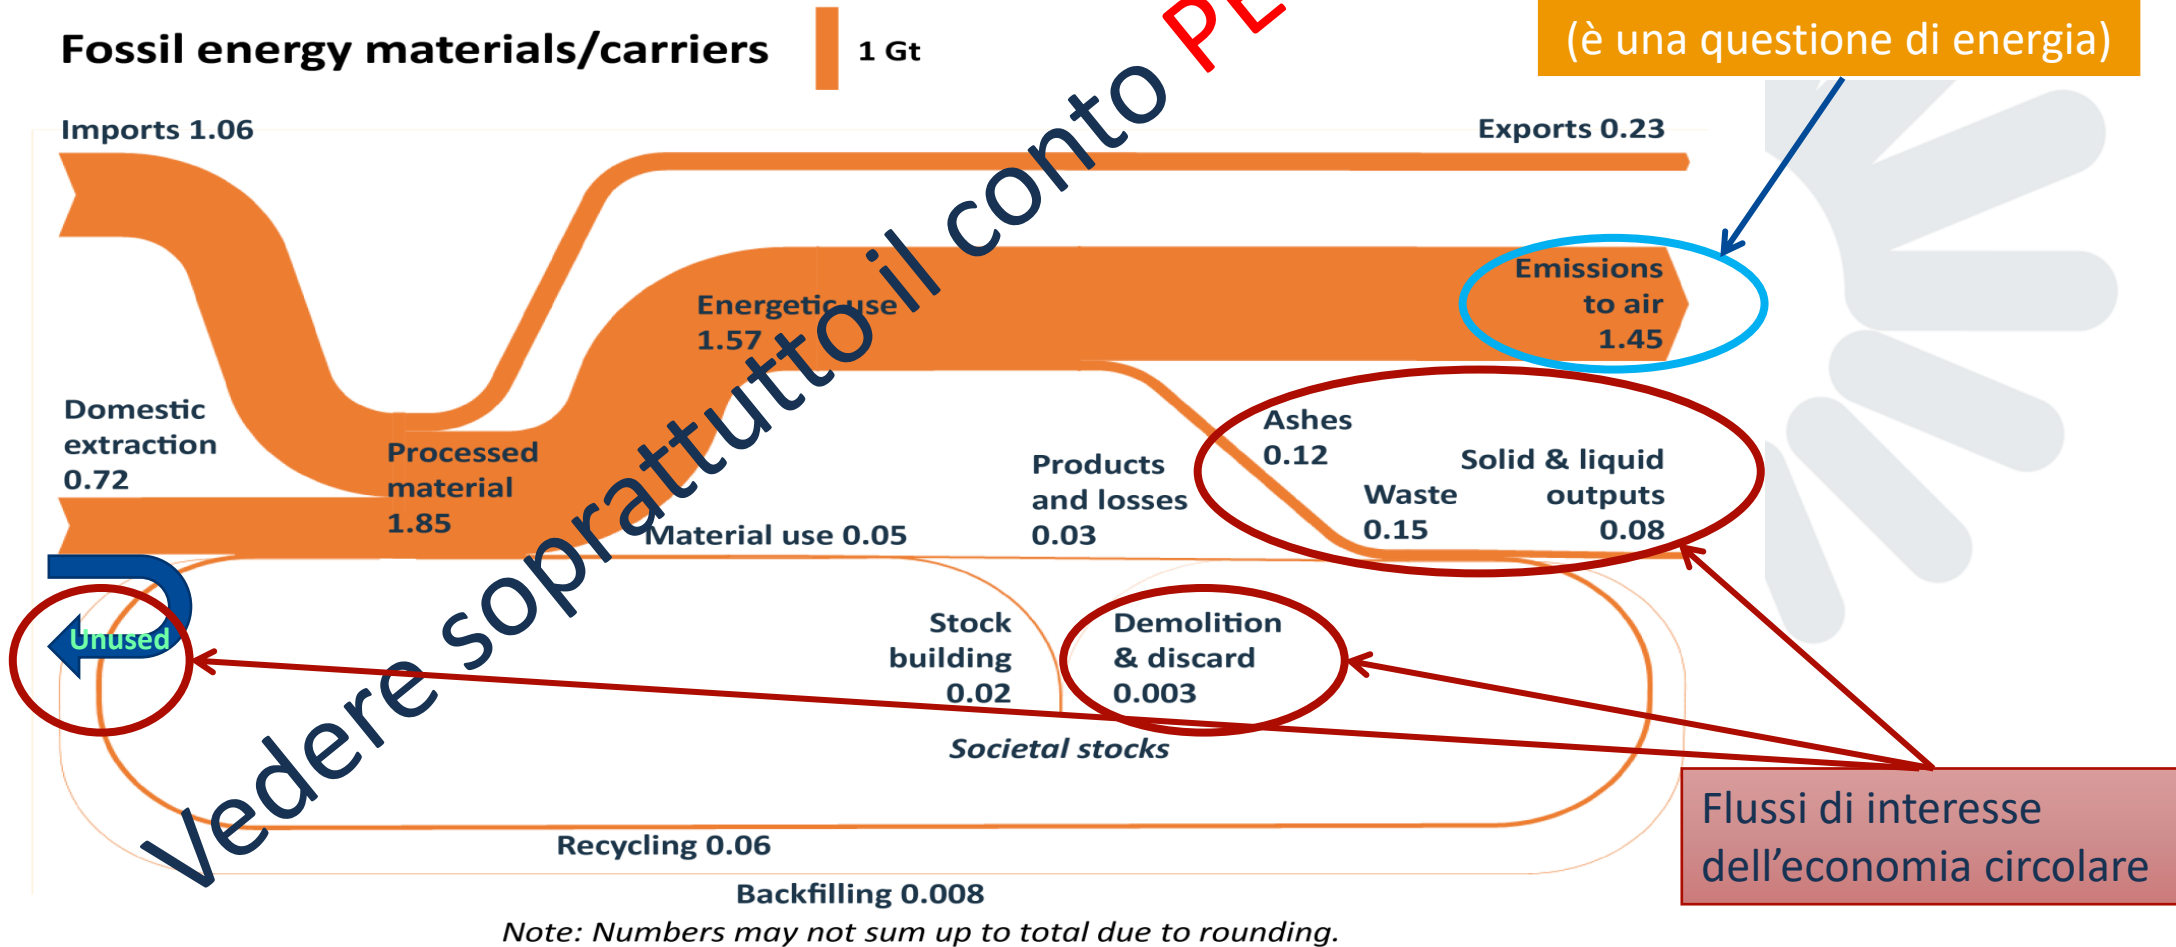 Fossil energy materials/carriers
1 Gt
(è una questione di energia)
Imports 1.06
Exports 0.23
Emissions
to air
1.45
Energetic use
1.57
Domestic
extraction
0.72
Processed
material
1.85
Ashes
0.12
Products
and losses
0.03
Waste
0.15
Solid & liquid
outputs
0.08
Material use 0.05
Unused
Stock
building
0.02
Demolition
& discard
0.003
Societal stocks
Recycling 0.06
Backfilling 0.008
Note: Numbers may not sum up to total due to rounding.
Flussi di interesse
dell’economia circolare
Vedere soprattutto il conto